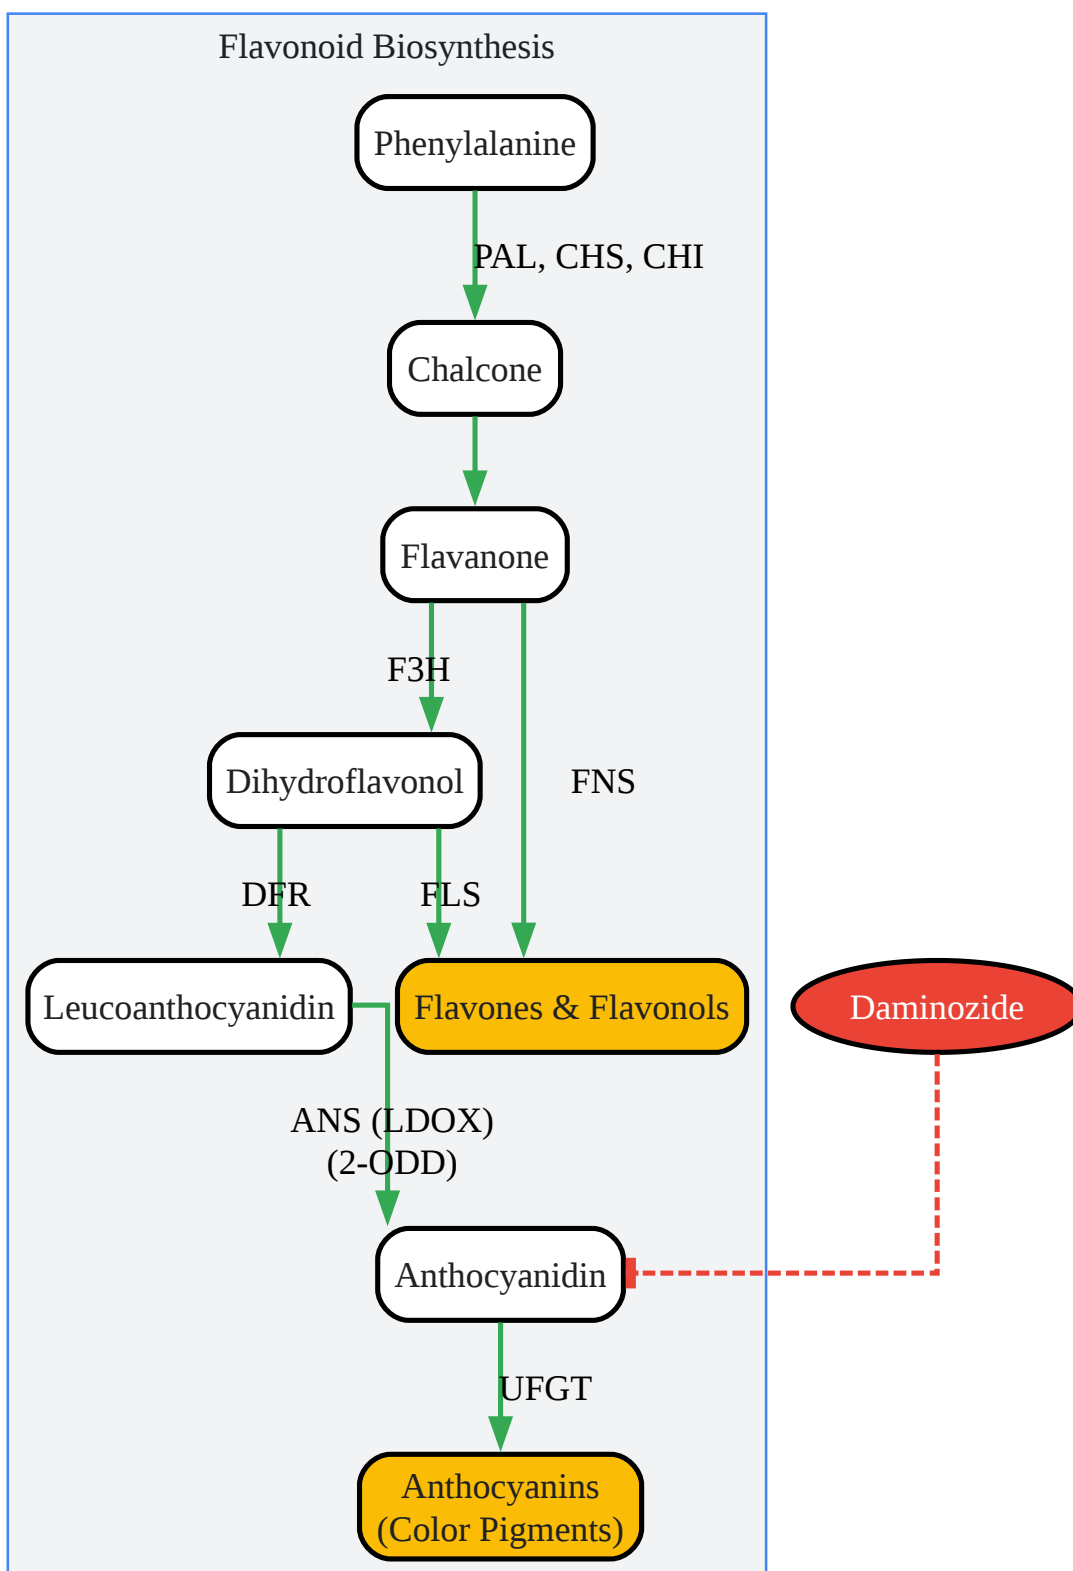 Flavonoid Biosynthesis
Phenylalanine
PAL, CHS, CHI
Chalcone
Flavanone
F3H
Dihydroflavonol
FNS
DFR
FLS
Leucoanthocyanidin
Flavones & Flavonols
Daminozide
ANS (LDOX)
(2-ODD)
Anthocyanidin
UFGT
Anthocyanins
(Color Pigments)